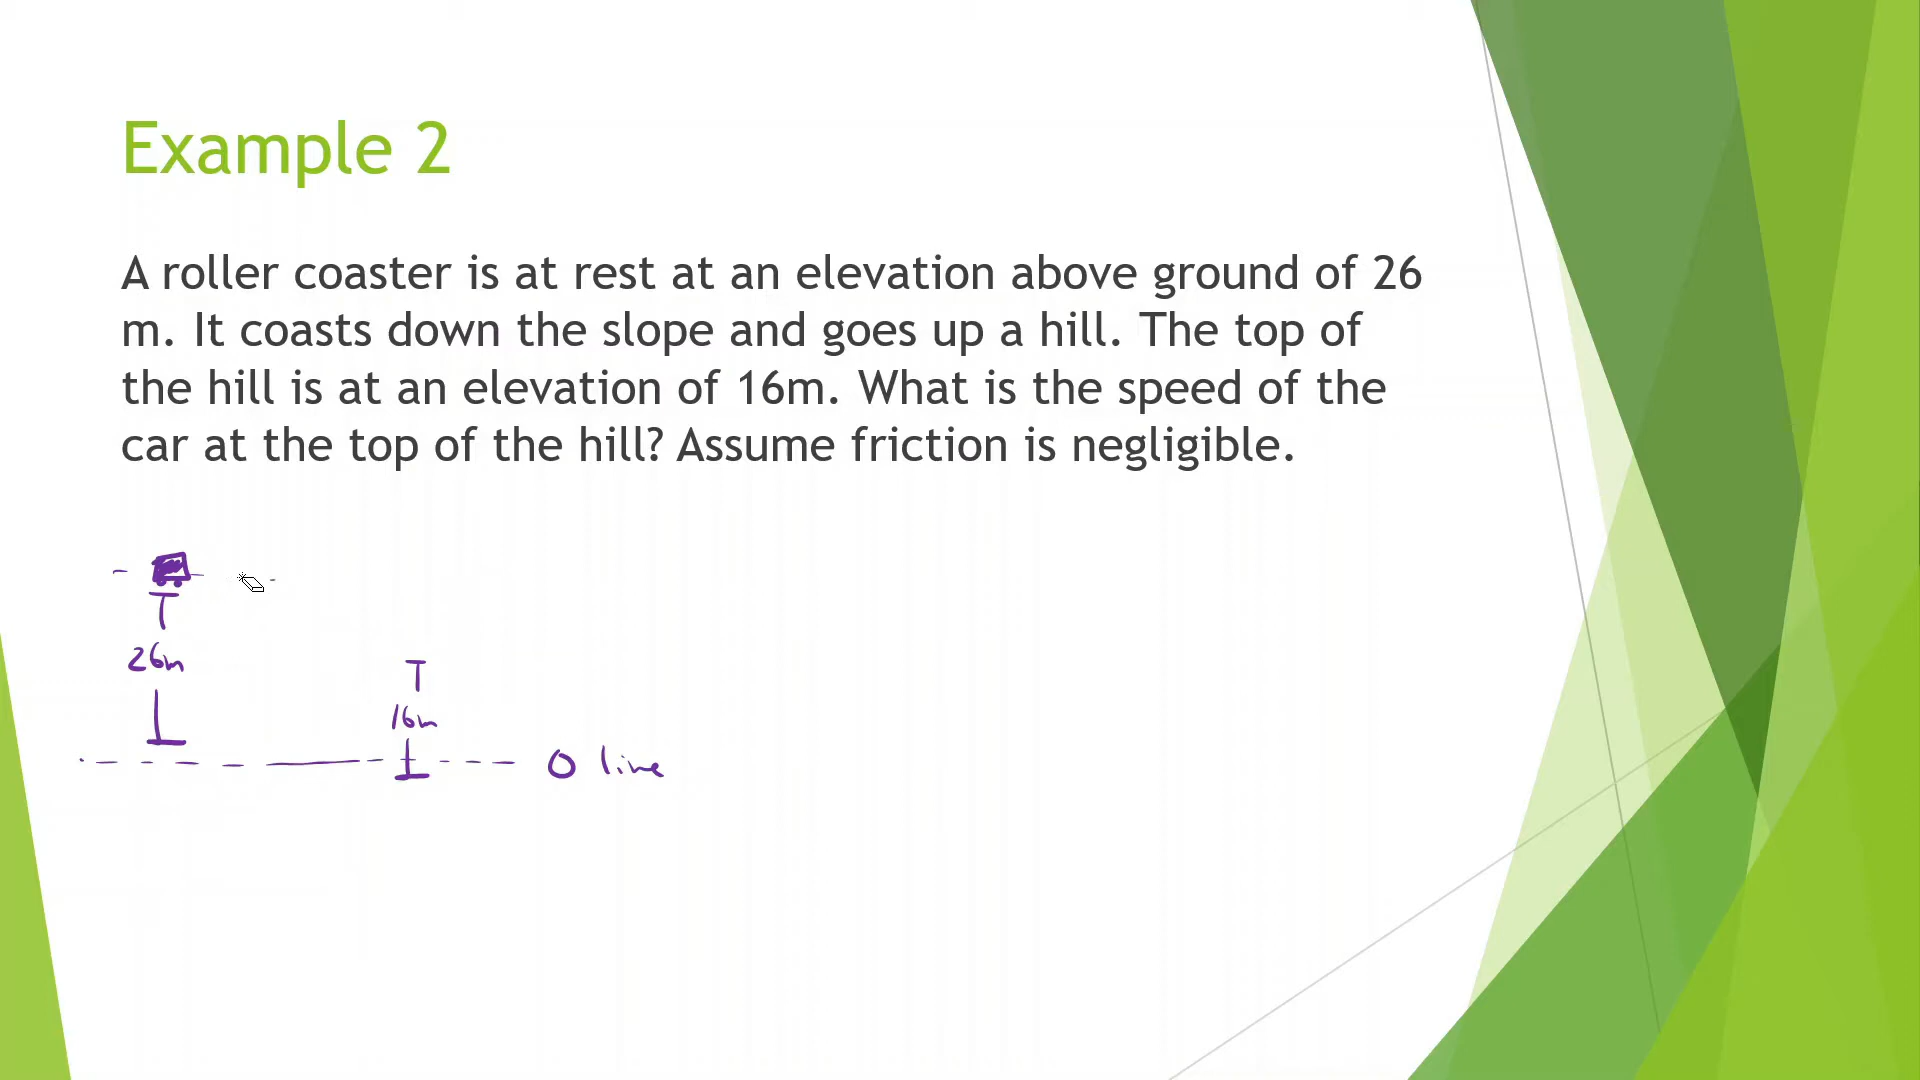 Example 2
A roller coaster is at rest at an elevation above ground of 26
m. It coasts down the slope and goes up a hill. The top of
the hill is at an elevation of 16m. What is the speed of the
car at the top of the hill? Assume friction is negligible.
26m
16m
0 line